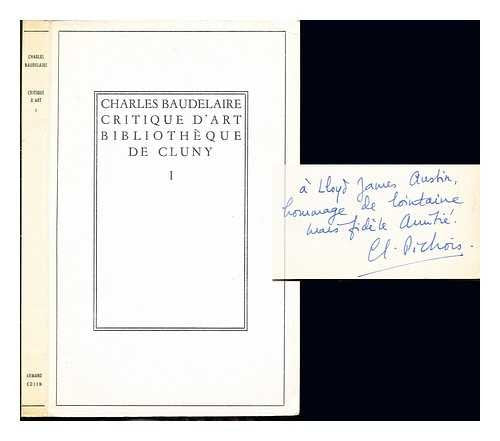 CHARLES
BAUDELAIRE
CRITIQUE
D'ART
I
ARMAND
COLIN
CHARLES BAUDELAIRE
CRITIQUE D'ART
BIBLIOTHÈQUE
DE CLUNY
I
à Lloyd James Austin,
hommage de lointaine
mais fidèle Amitié.
Cl. Pichois.